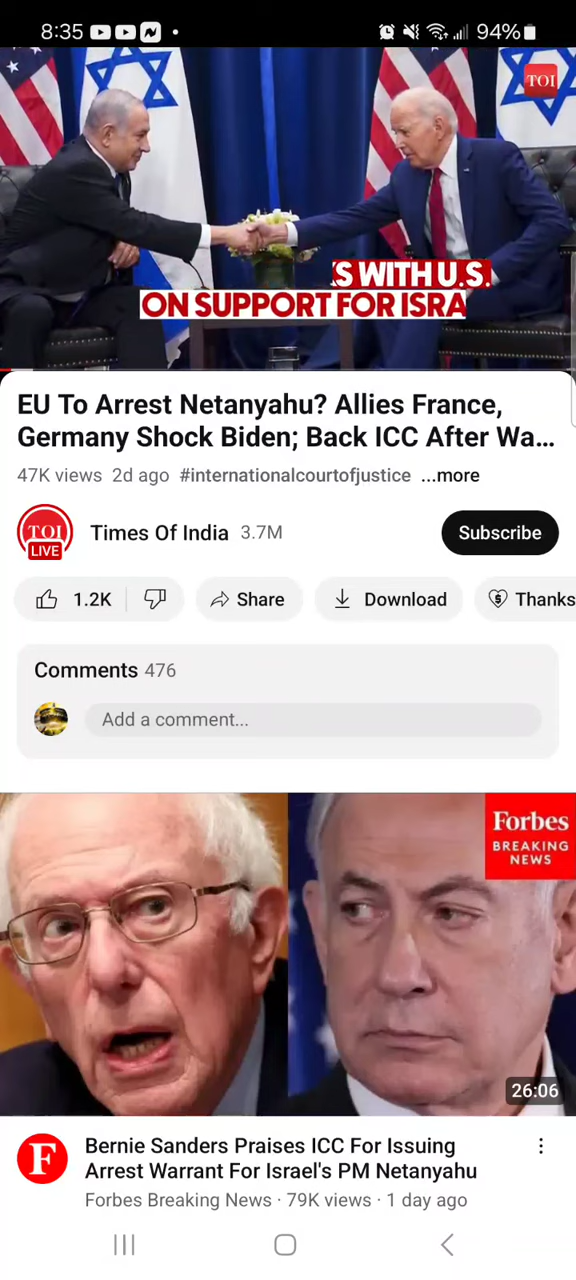 8:35
94%
TOI
S WITH U.S.
ON SUPPORT FOR ISRA
EU To Arrest Netanyahu? Allies France,
Germany Shock Biden; Back ICC After Wa...
47K views 2d ago #internationalcourtofjustice ...more
TOI
LIVE
Times Of India 3.7M
Subscribe
1.2K
Share
Download
Thanks
Comments 476
Add a comment...
Forbes
BREAKING
NEWS
26:06
F
Bernie Sanders Praises ICC For Issuing
Arrest Warrant For Israel's PM Netanyahu
Forbes Breaking News · 79K views · 1 day ago